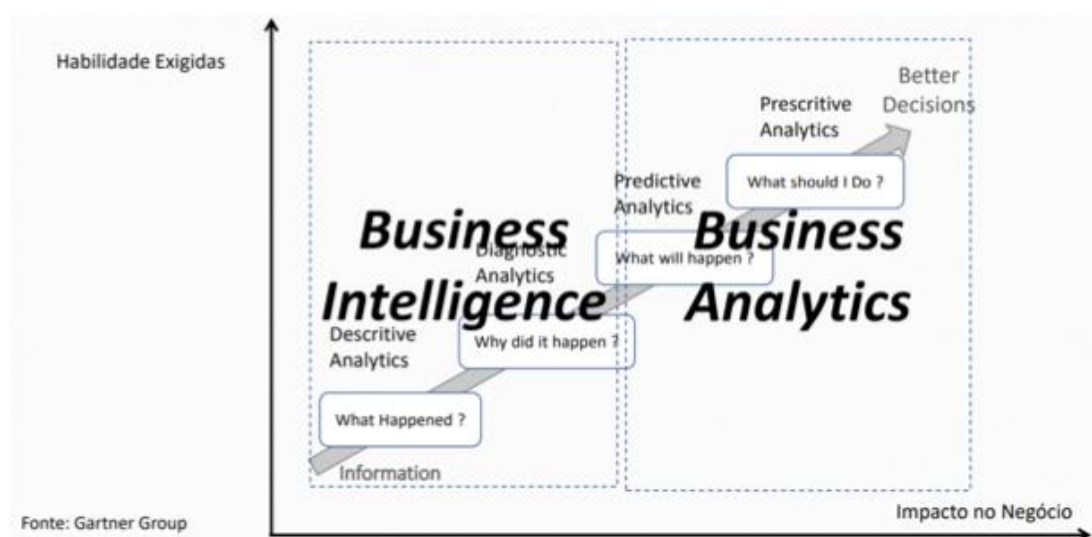 Habilidade Exigidas
Better
Decisions
Prescritive
Analytics
What should I Do ?
Predictive
Analytics
What will happen ?
Business
Analytics
Business
Intelligence
Diagnostic
Analytics
Why did it happen ?
Descritive
Analytics
What Happened ?
Information
Impacto no Negócio
Fonte: Gartner Group